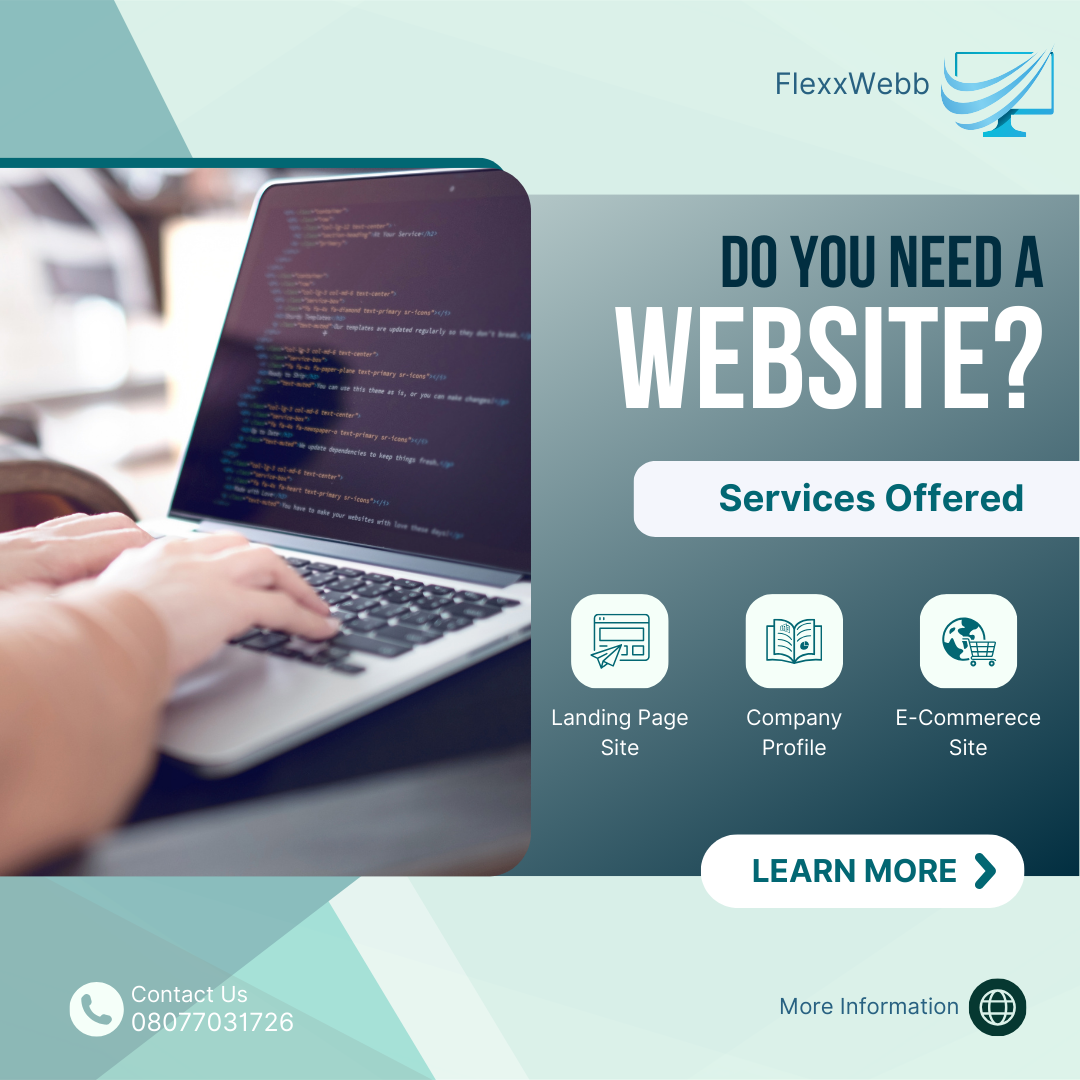 FlexxWebb
DO YOU NEED A
WEBSITE?
Services Offered
Landing Page
Site
Company
Profile
E-Commerece
Site
LEARN MORE
Contact Us
08077031726
More Information